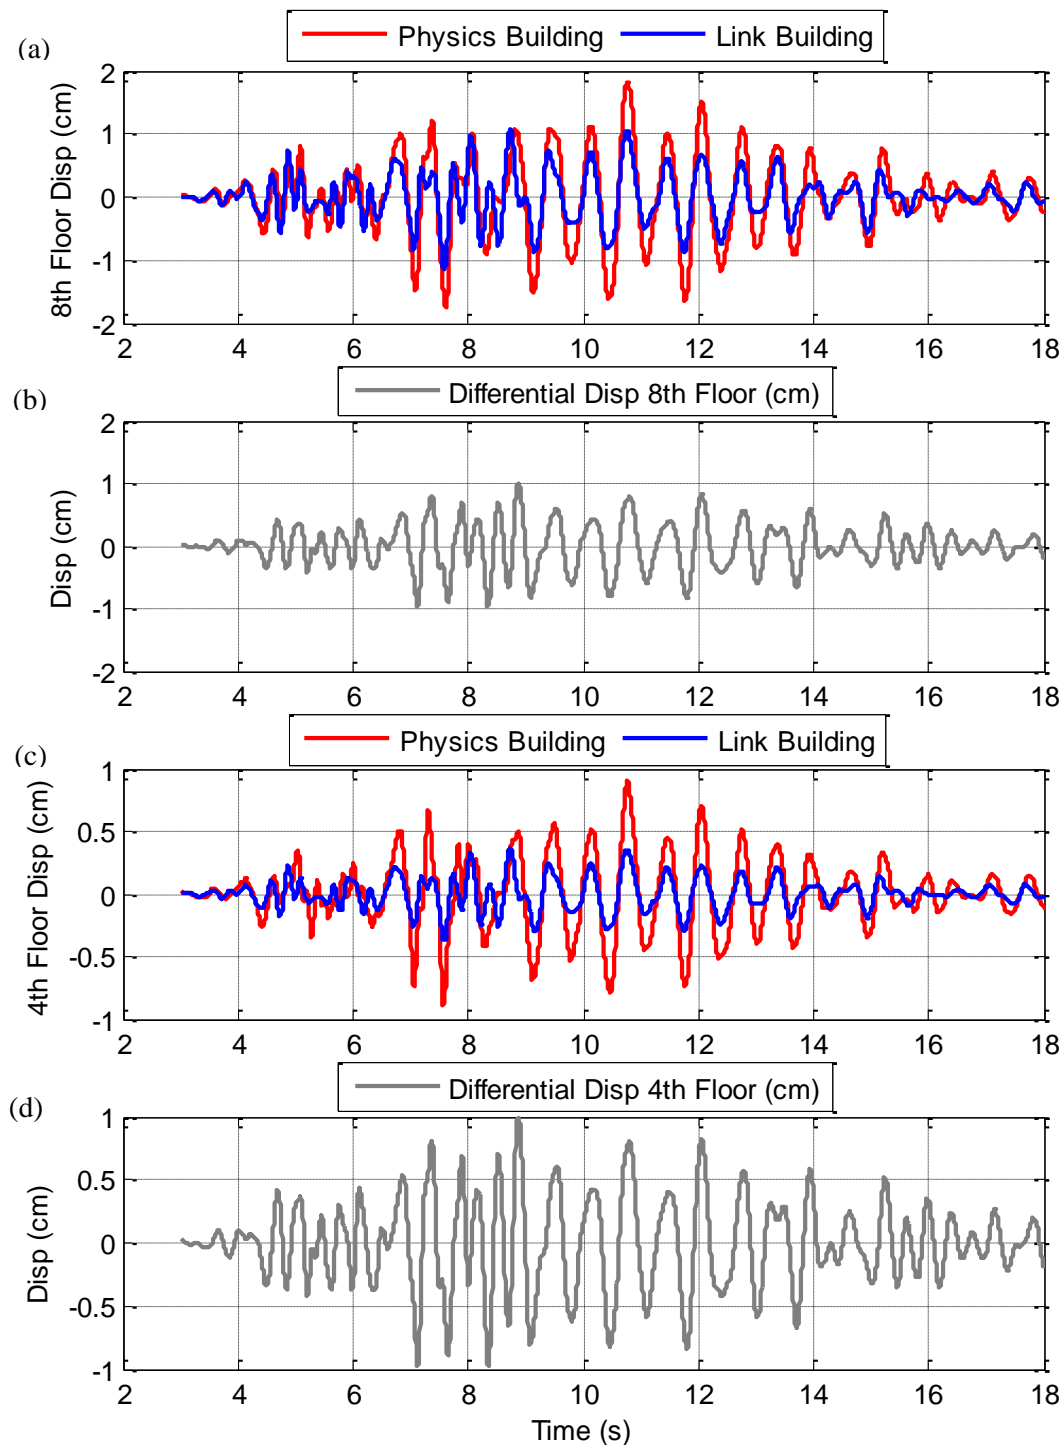 (a)
Physics Building Link Building
8th Floor Disp (cm)
2
1
0
-1
-2
2 4 6 8 10 12 14 16 18
(b)
Differential Disp 8th Floor (cm)
Disp (cm)
2
1
0
-1
-2
2 4 6 8 10 12 14 16 18
(c)
Physics Building Link Building
4th Floor Disp (cm)
1
0.5
0
-0.5
-1
2 4 6 8 10 12 14 16 18
(d)
Differential Disp 4th Floor (cm)
Disp (cm)
1
0.5
0
-0.5
-1
2 4 6 8 10 12 14 16 18
Time (s)